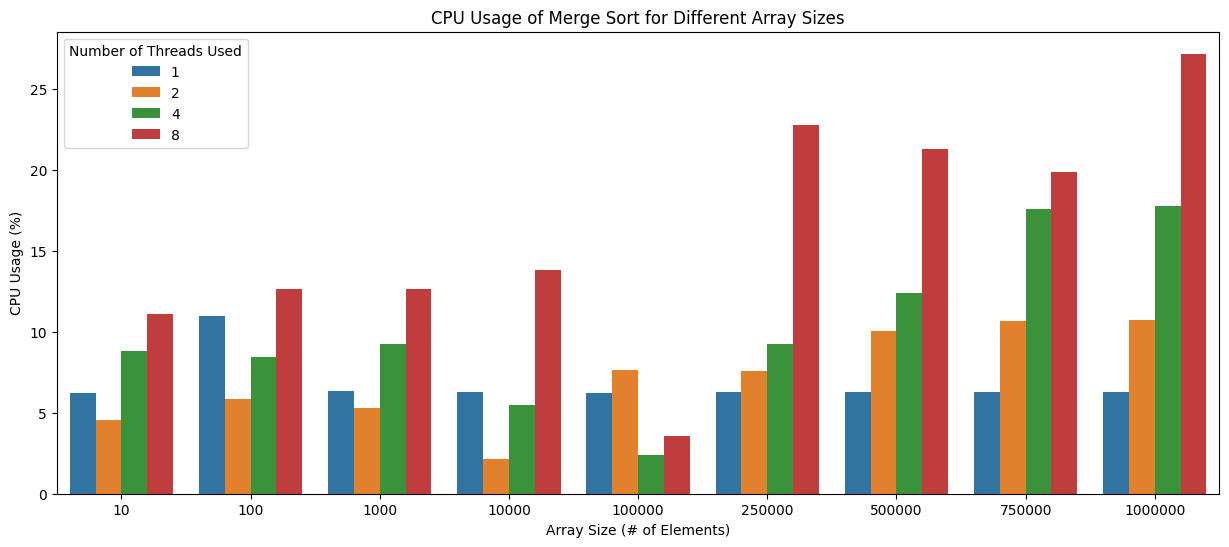 CPU Usage of Merge Sort for Different Array Sizes
Number of Threads Used
1
2
4
8
CPU Usage (%)
25
20
15
10
5
0
10 100 1000 10000 100000 250000 500000 750000 1000000
Array Size (# of Elements)